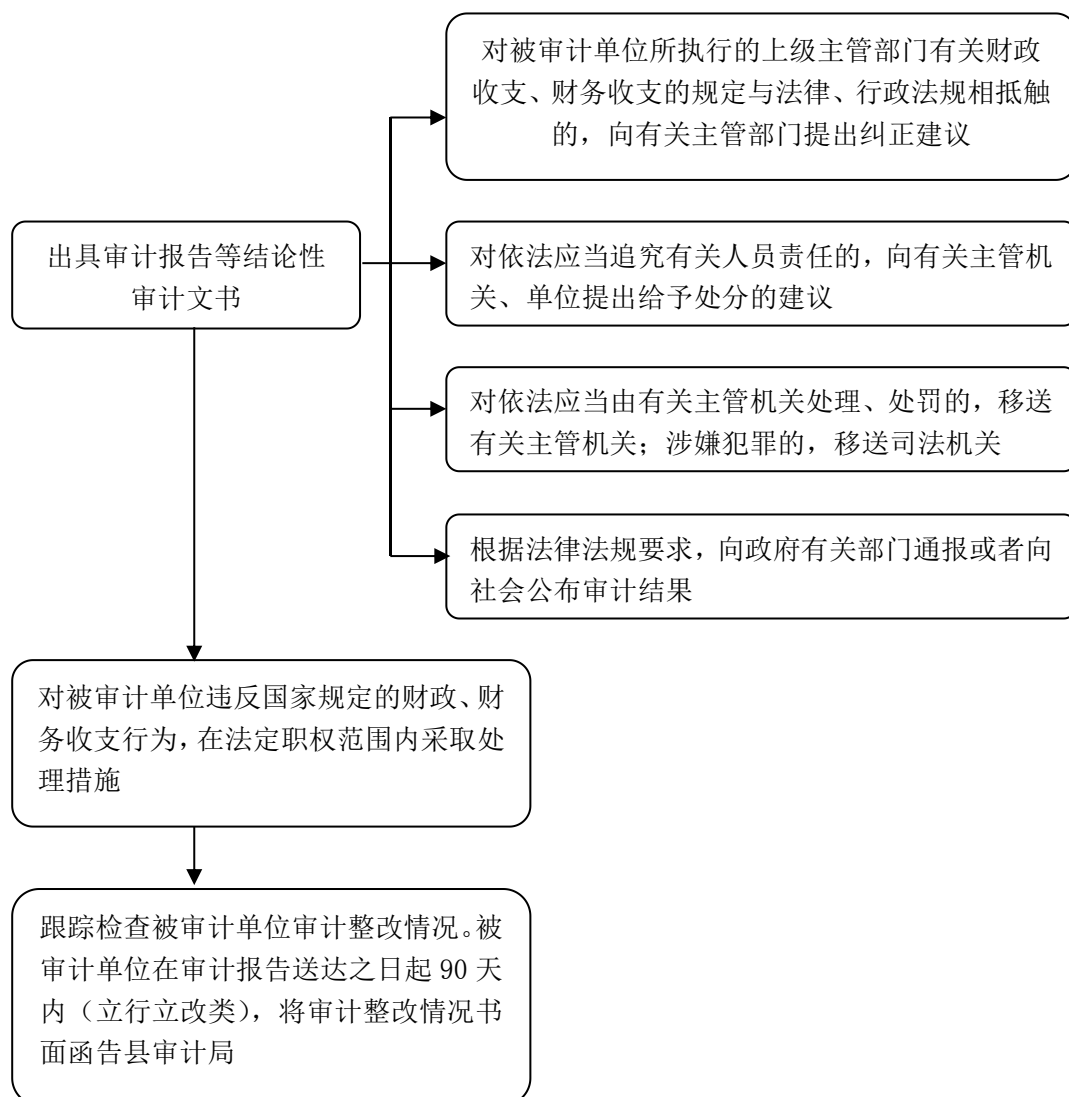 对被审计单位所执行的上级主管部门有关财政
收支、财务收支的规定与法律、行政法规相抵触
的，向有关主管部门提出纠正建议
出具审计报告等结论性
审计文书
对依法应当追究有关人员责任的，向有关主管机
关、单位提出给予处分的建议
对依法应当由有关主管机关处理、处罚的，移送
有关主管机关；涉嫌犯罪的，移送司法机关
根据法律法规要求，向政府有关部门通报或者向
社会公布审计结果
对被审计单位违反国家规定的财政、财
务收支行为，在法定职权范围内采取处
理措施
跟踪检查被审计单位审计整改情况。被
审计单位在审计报告送达之日起 90 天
内（立行立改类），将审计整改情况书
面函告县审计局